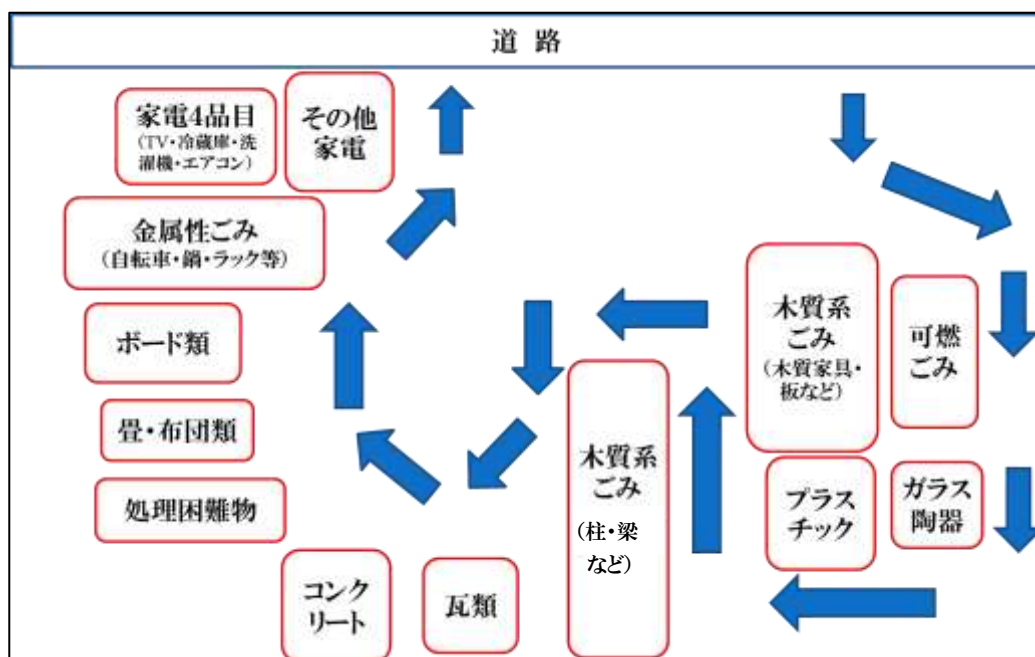 道 路
家電4品目
（TV・冷蔵庫・洗
濯機・エアコン）
その他
家電
金属性ごみ
（自転車・鍋・ラック等）
ボード類
畳・布団類
処理困難物
コンク
リート
瓦類
木質系
ごみ
（柱・梁
など）
木質系
ごみ
（木質家具・
板など）
可燃
ごみ
プラス
チック
ガラス
陶器